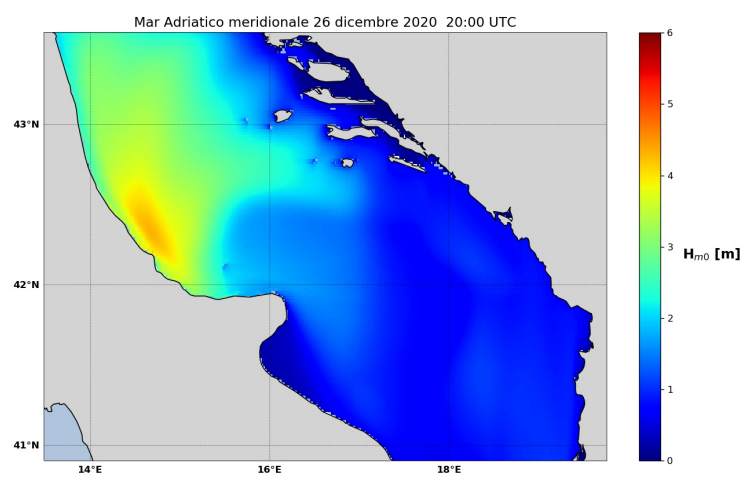 Mar Adriatico meridionale 26 dicembre 2020  20:00 UTC
43°N
42°N
41°N
14°E
16°E
18°E
6
5
4
3
2
1
0
H_{m0} [m]